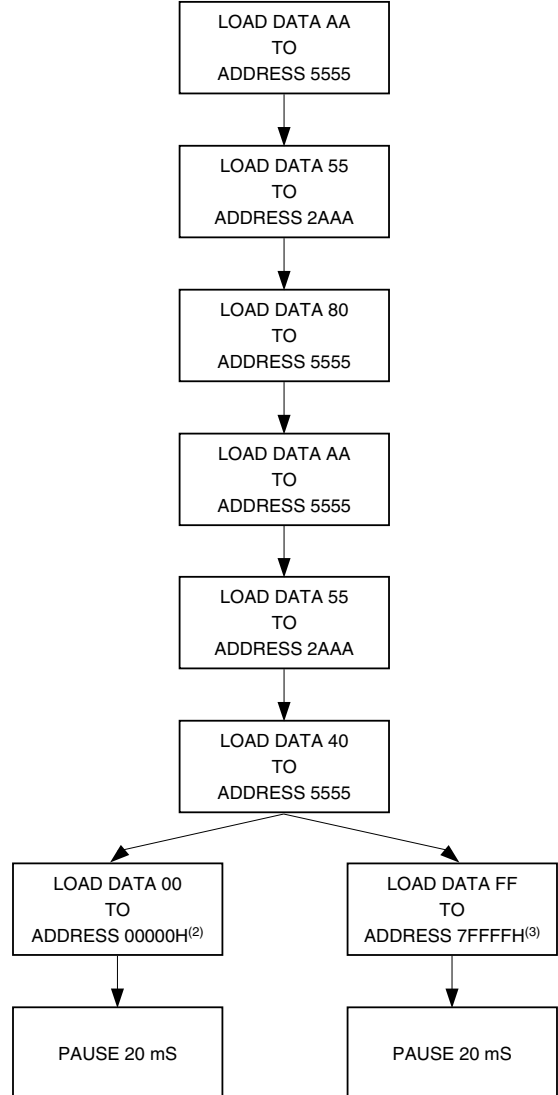 LOAD DATA AA
TO
ADDRESS 5555
LOAD DATA 55
TO
ADDRESS 2AAA
LOAD DATA 80
TO
ADDRESS 5555
LOAD DATA AA
TO
ADDRESS 5555
LOAD DATA 55
TO
ADDRESS 2AAA
LOAD DATA 40
TO
ADDRESS 5555
LOAD DATA 00
TO
ADDRESS 00000H(2)
PAUSE 20 mS
LOAD DATA FF
TO
ADDRESS 7FFFFH(3)
PAUSE 20 mS